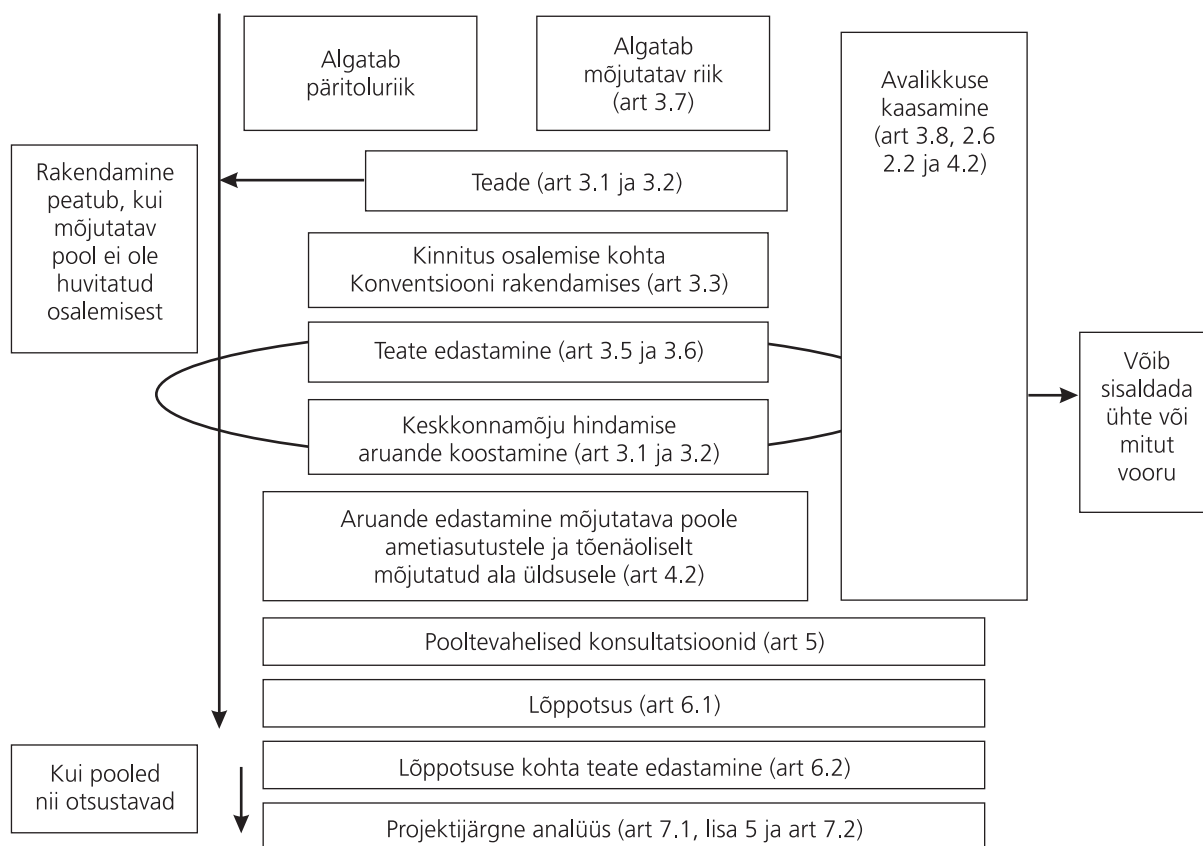 Algatab
päritoluriik
Algatab
mõjutatav riik
(art 3.7)
Avalikkuse
kaasamine
(art 3.8, 2.6
2.2 ja 4.2)
Rakendamine
peatub, kui
mõjutatav
pool ei ole
huvitatud
osalemisest
Teade (art 3.1 ja 3.2)
Kinnitus osalemise kohta
Konventsiooni rakendamises (art 3.3)
Teate edastamine (art 3.5 ja 3.6)
Võib
sisaldada
ühte või
mitut
vooru
Keskkonnamõju hindamise
aruande koostamine (art 3.1 ja 3.2)
Aruande edastamine mõjutatava poole
ametiasutustele ja tõenäoliselt
mõjutatud ala üldsusele (art 4.2)
Pooltevahelised konsultatsioonid (art 5)
Lõppotsus (art 6.1)
Kui pooled
nii otsustavad
Lõppotsuse kohta teate edastamine (art 6.2)
Projektijärgne analüüs (art 7.1, lisa 5 ja art 7.2)